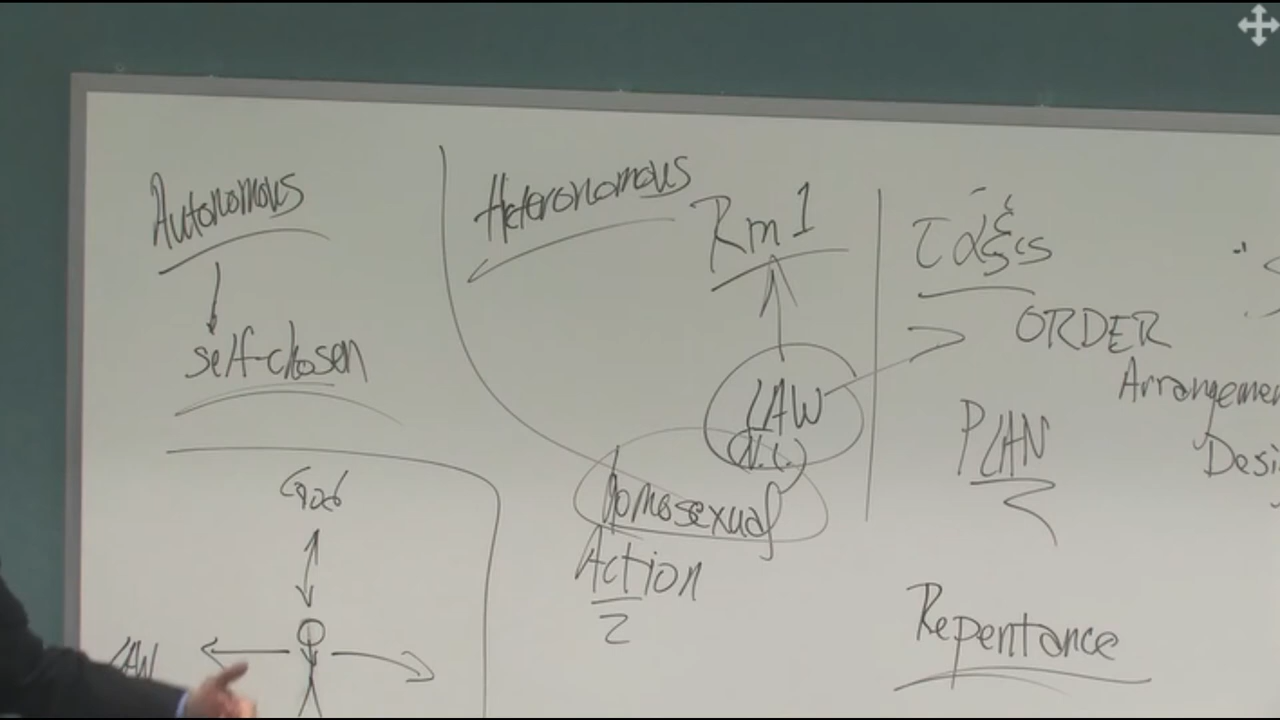 Autonomous
self-chosen
God
LAW
Heteronomous
Rm 1
LAW
(N.L.)
Homosexual
Action
τάξις
ORDER
Arrangemen
PLAN
Desi
Repentance